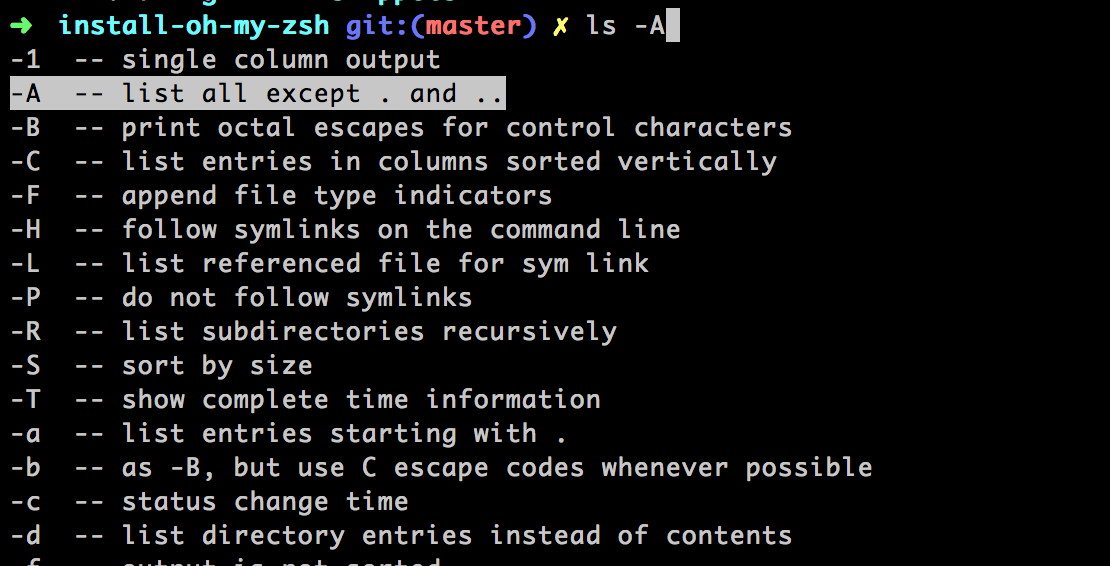 ➜  install-oh-my-zsh git:(master) ✗ ls -A
-1  -- single column output
-A  -- list all except . and ..
-B  -- print octal escapes for control characters
-C  -- list entries in columns sorted vertically
-F  -- append file type indicators
-H  -- follow symlinks on the command line
-L  -- list referenced file for sym link
-P  -- do not follow symlinks
-R  -- list subdirectories recursively
-S  -- sort by size
-T  -- show complete time information
-a  -- list entries starting with .
-b  -- as -B, but use C escape codes whenever possible
-c  -- status change time
-d  -- list directory entries instead of contents
-f  -- output is not sorted